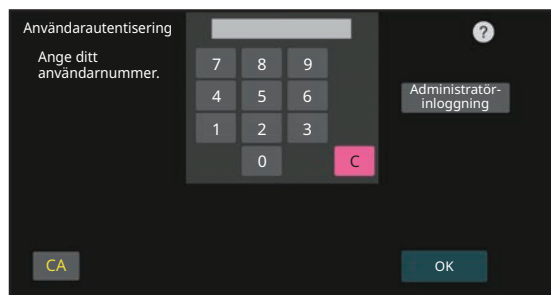 Användarautentisering
?
Ange ditt
användarnummer.
7 8 9
4 5 6
1 2 3
0 C
Administratör-
inloggning
CA
OK